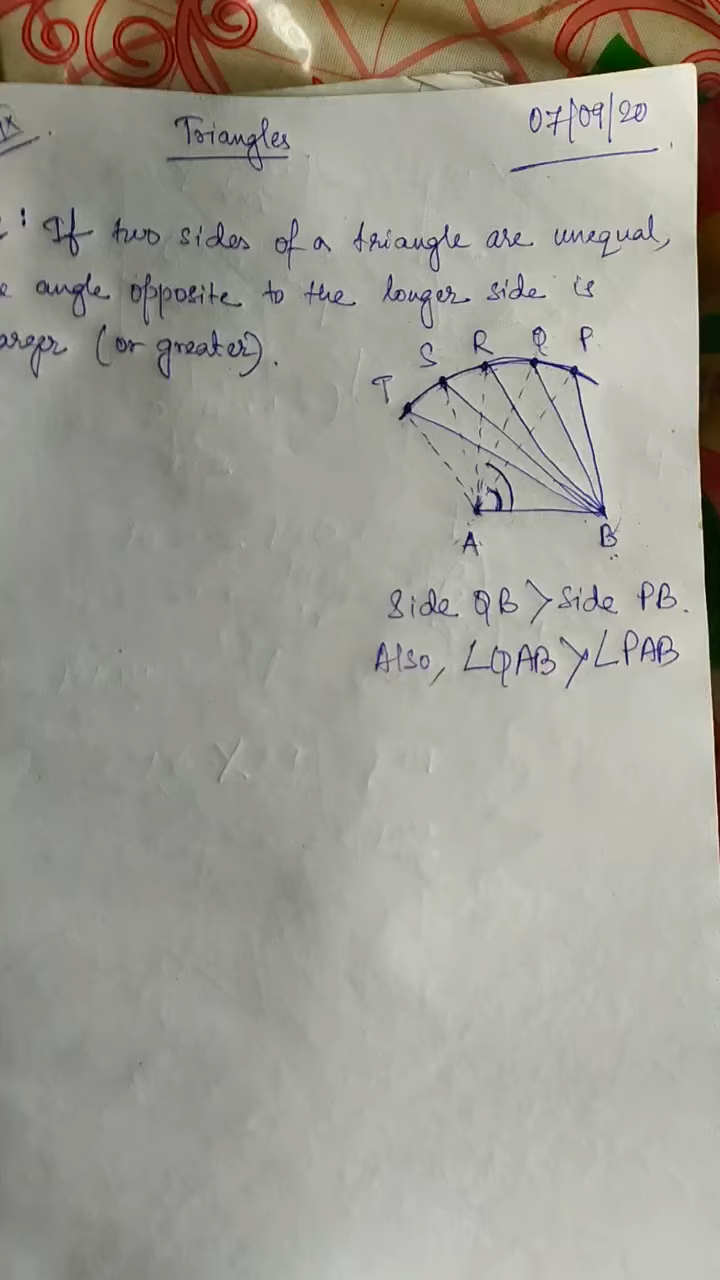 Triangles
07/09/20
: If two sides of a triangle are unequal,
angle opposite to the longer side is
(or greater).
T S R Q P
A B
Side QB > Side PB.
Also, ∠QAB > ∠PAB